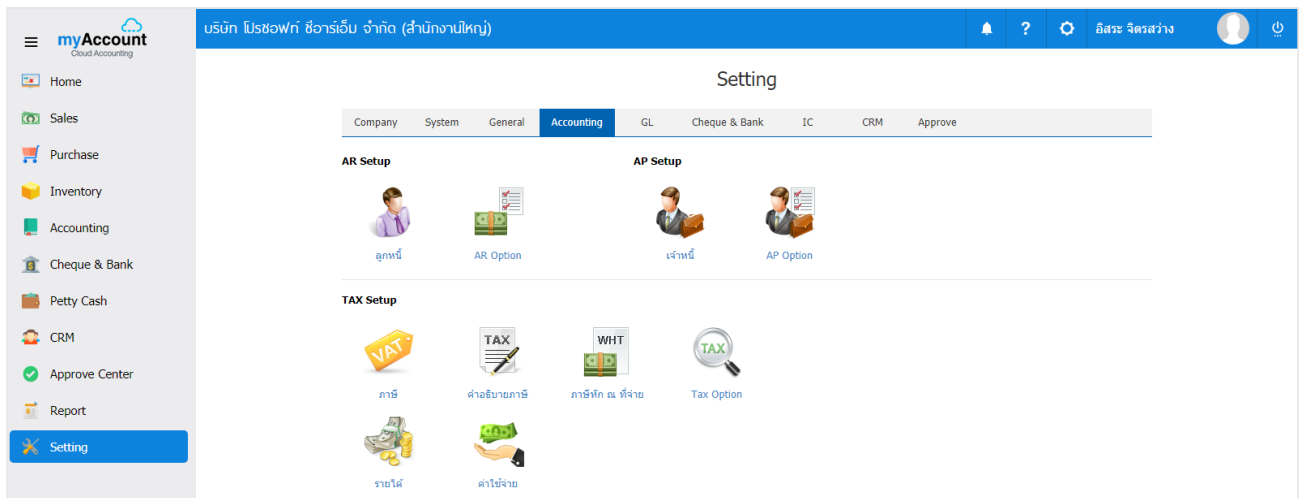 myAccount
Cloud Accounting
บริษัท โปรซอฟท์ ซีอาร์เอ็ม จำกัด (สำนักงานใหญ่)
?
อิสระ จิตรสว่าง
Home
Sales
Purchase
Inventory
Accounting
Cheque & Bank
Petty Cash
CRM
Approve Center
Report
Setting
Setting
Company System General Accounting GL Cheque & Bank IC CRM Approve
AR Setup AP Setup
ลูกหนี้ AR Option เจ้าหนี้ AP Option
TAX Setup
VAT TAX WHT TAX
ภาษี คำอธิบายภาษี ภาษีหัก ณ ที่จ่าย Tax Option
รายได้ ค่าใช้จ่าย